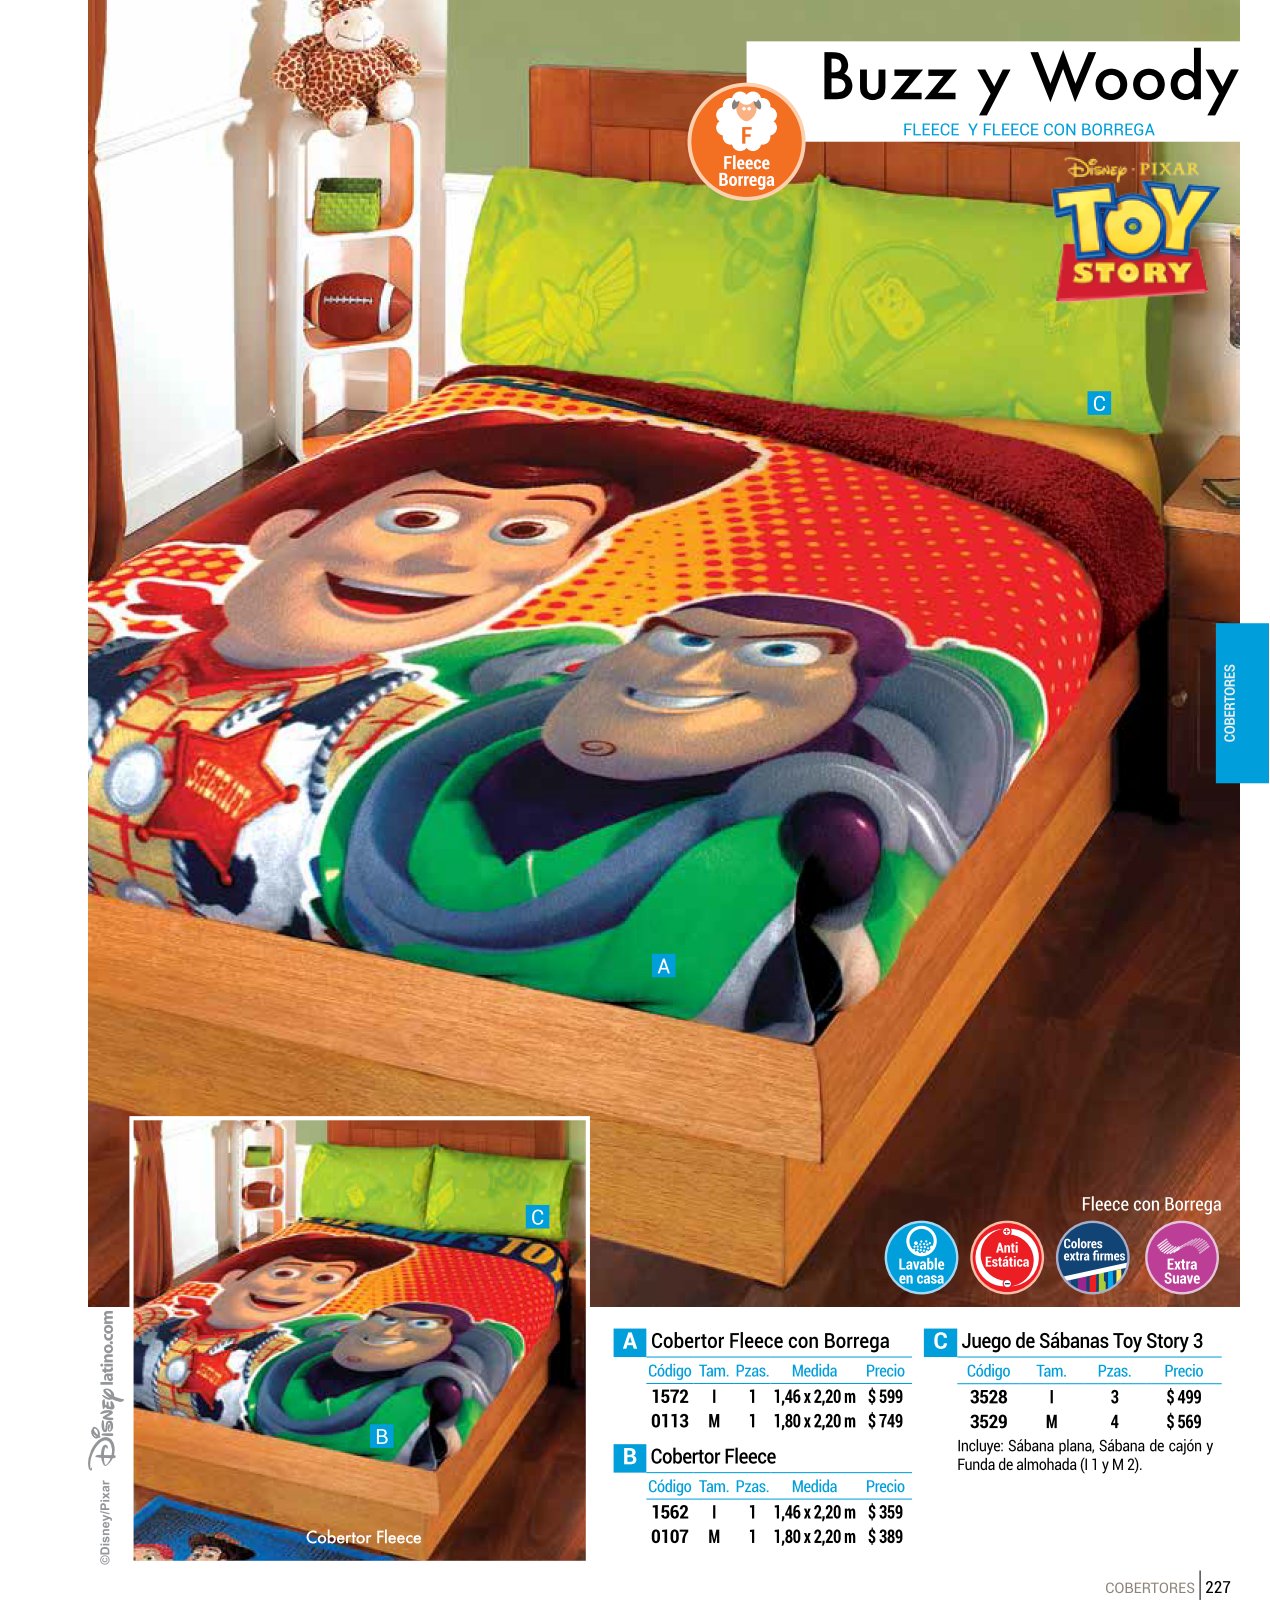 Buzz y Woody
FLEECE Y FLEECE CON BORREGA
F
Fleece
Borrega
Disney · PIXAR
TOY
STORY
C
SHERIFF
A
COBERTORES
C
B
Cobertor Fleece
Fleece con Borrega
Lavable
en casa
Anti
Estática
Colores
extra firmes
Extra
Suave
©Disney/Pixar Disneylatino.com
A Cobertor Fleece con Borrega
Código Tam. Pzas. Medida Precio
1572 I 1 1,46 x 2,20 m $ 599
0113 M 1 1,80 x 2,20 m $ 749
B Cobertor Fleece
Código Tam. Pzas. Medida Precio
1562 I 1 1,46 x 2,20 m $ 359
0107 M 1 1,80 x 2,20 m $ 389
C Juego de Sábanas Toy Story 3
Código Tam. Pzas. Precio
3528 I 3 $ 499
3529 M 4 $ 569
Incluye: Sábana plana, Sábana de cajón y
Funda de almohada (I 1 y M 2).
COBERTORES 227